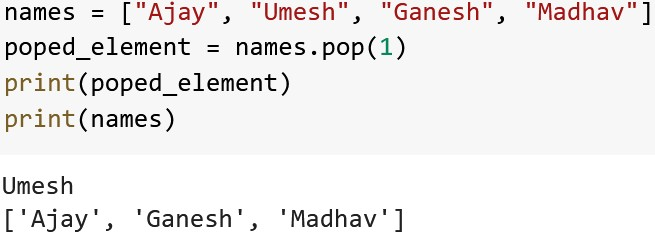 names = ["Ajay", "Umesh", "Ganesh", "Madhav"]
poped_element = names.pop(1)
print(poped_element)
print(names)
Umesh
['Ajay', 'Ganesh', 'Madhav']